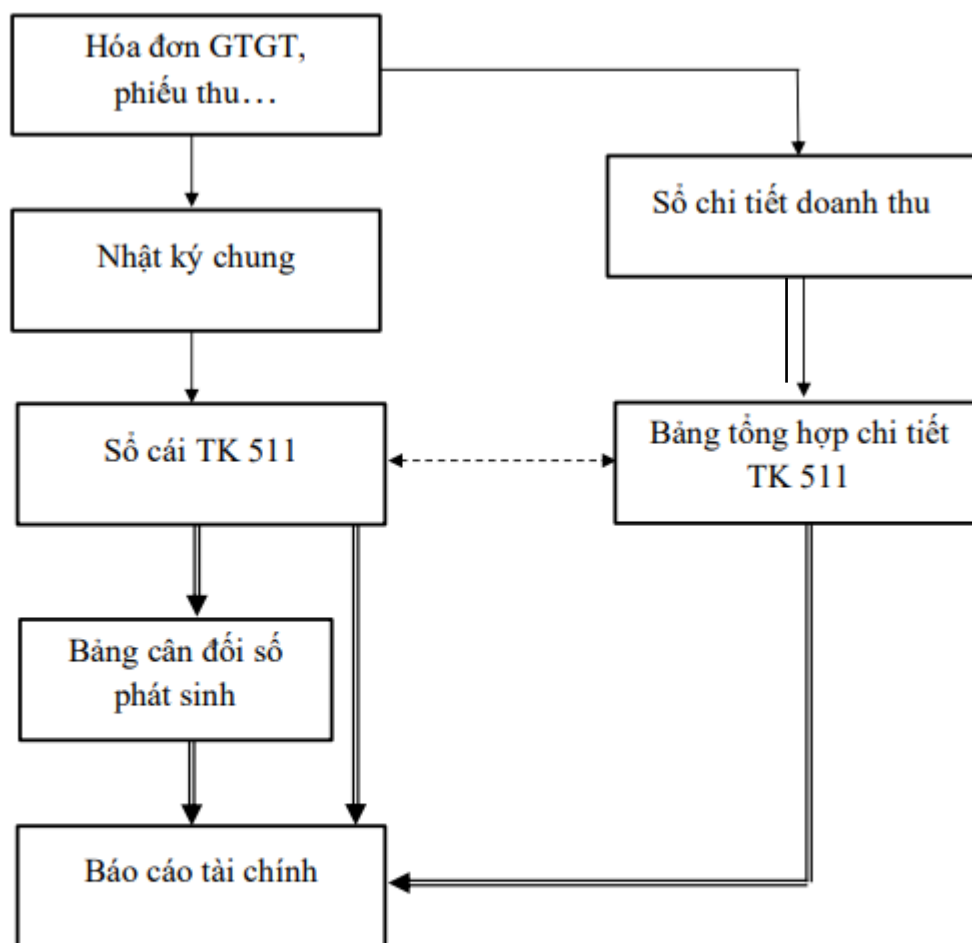 Hóa đơn GTGT,
phiếu thu…
Sổ chi tiết doanh thu
Nhật ký chung
Sổ cái TK 511
Bảng tổng hợp chi tiết
TK 511
Bảng cân đối số
phát sinh
Báo cáo tài chính